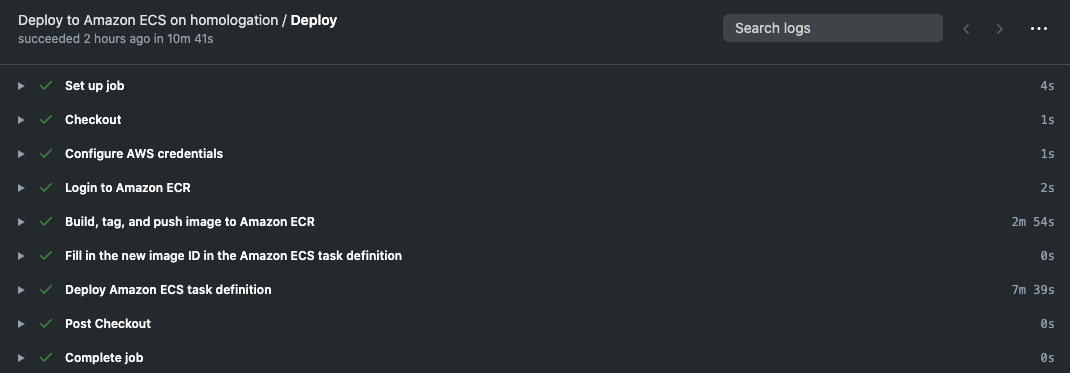 Deploy to Amazon ECS on homologation / Deploy
succeeded 2 hours ago in 10m 41s
Search logs
Set up job 4s
Checkout 1s
Configure AWS credentials 1s
Login to Amazon ECR 2s
Build, tag, and push image to Amazon ECR 2m 54s
Fill in the new image ID in the Amazon ECS task definition 0s
Deploy Amazon ECS task definition 7m 39s
Post Checkout 0s
Complete job 0s